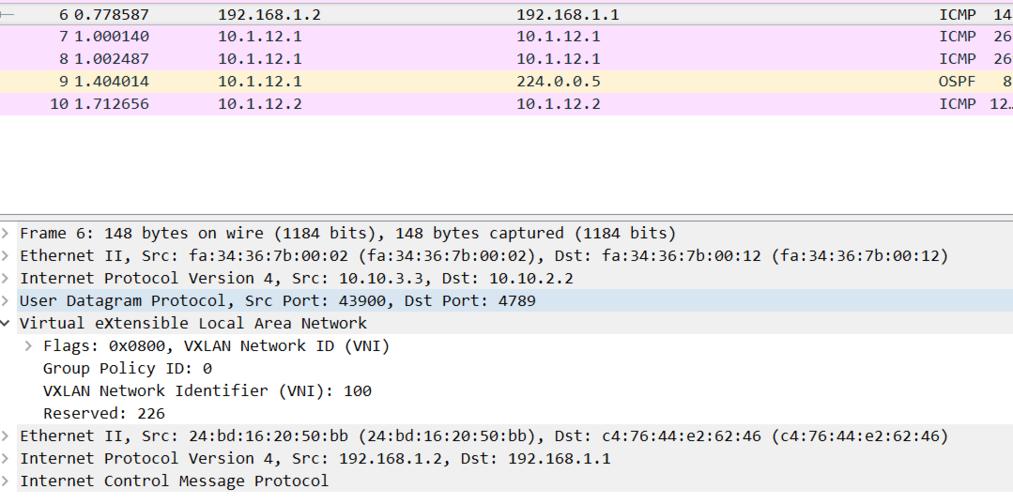 6 0.778587 192.168.1.2 192.168.1.1 ICMP 14
7 1.000140 10.1.12.1 10.1.12.1 ICMP 26
8 1.002487 10.1.12.1 10.1.12.1 ICMP 26
9 1.404014 10.1.12.1 224.0.0.5 OSPF 8
10 1.712656 10.1.12.2 10.1.12.2 ICMP 12…
Frame 6: 148 bytes on wire (1184 bits), 148 bytes captured (1184 bits)
Ethernet II, Src: fa:34:36:7b:00:02 (fa:34:36:7b:00:02), Dst: fa:34:36:7b:00:12 (fa:34:36:7b:00:12)
Internet Protocol Version 4, Src: 10.10.3.3, Dst: 10.10.2.2
User Datagram Protocol, Src Port: 43900, Dst Port: 4789
Virtual eXtensible Local Area Network
Flags: 0x0800, VXLAN Network ID (VNI)
Group Policy ID: 0
VXLAN Network Identifier (VNI): 100
Reserved: 226
Ethernet II, Src: 24:bd:16:20:50:bb (24:bd:16:20:50:bb), Dst: c4:76:44:e2:62:46 (c4:76:44:e2:62:46)
Internet Protocol Version 4, Src: 192.168.1.2, Dst: 192.168.1.1
Internet Control Message Protocol